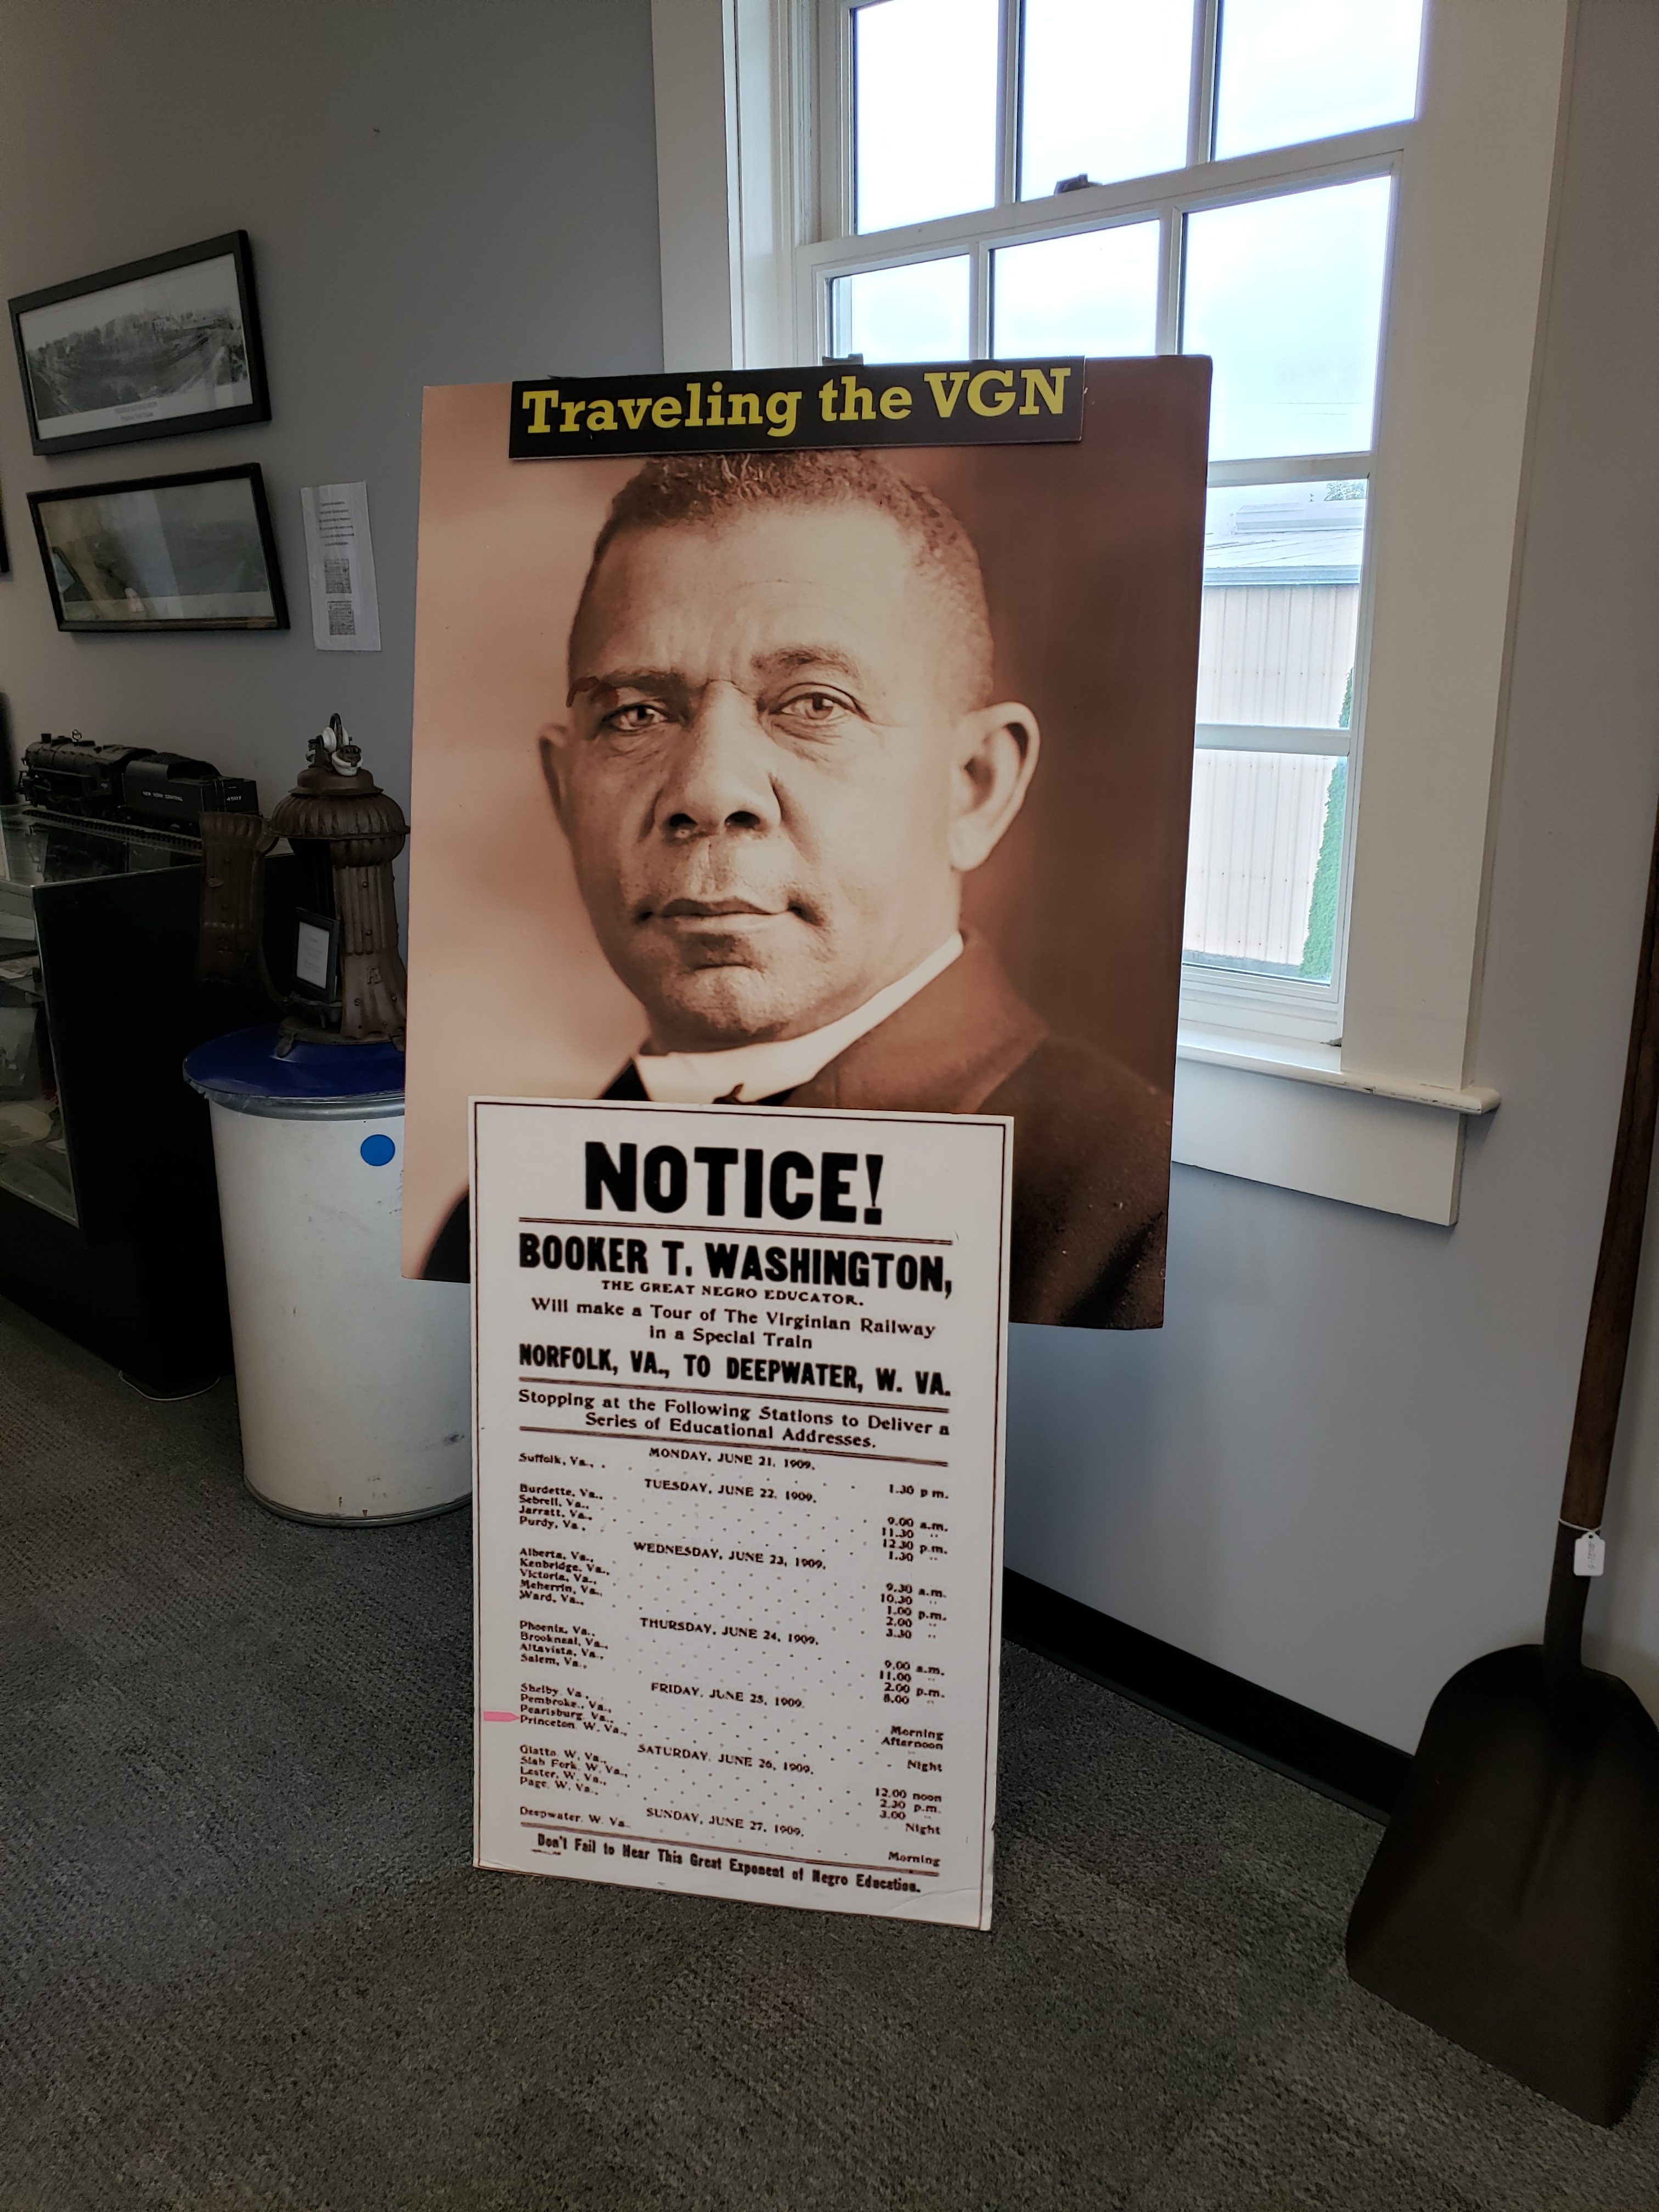 Traveling the VGN
NEW YORK CENTRAL
NOTICE!
BOOKER T. WASHINGTON,
THE GREAT NEGRO EDUCATOR.
Will make a Tour of The Virginian Railway
in a Special Train
NORFOLK, VA., TO DEEPWATER, W. VA.
Stopping at the Following Stations to Deliver a
Series of Educational Addresses.
MONDAY, JUNE 21, 1909.
Suffolk, Va., . 1.30 p m.
TUESDAY, JUNE 22, 1909.
Burdette, Va., 9.00 a.m.
Sebrell, Va., 11.30 "
Jarratt, Va., 12.30 p.m.
Purdy, Va., 1.30 "
WEDNESDAY, JUNE 23, 1909.
Alberta, Va., 9.30 a.m.
Kenbridge, Va., 10.30 "
Victoria, Va., 1.00 p.m.
Meherrin, Va., 2.00 "
Ward, Va., 3.30 "
THURSDAY, JUNE 24, 1909.
Phoenix, Va., 9.00 a.m.
Brookneal, Va., 11.00 "
Altavista, Va., 2.00 p.m.
Salem, Va., 8.00 "
FRIDAY, JUNE 25, 1909.
Shelby, Va., Morning
Pembroke, Va., Afternoon
Pearisburg, Va., "
Princeton, W. Va., Night
SATURDAY, JUNE 26, 1909.
Giatto, W. Va., 12.00 noon
Slab Fork, W. Va., 2.30 p.m.
Lester, W. Va., 3.00 "
Page, W. Va., Night
SUNDAY, JUNE 27, 1909.
Deepwater, W. Va. Morning
Don't Fail to Hear This Great Exponent of Negro Education.